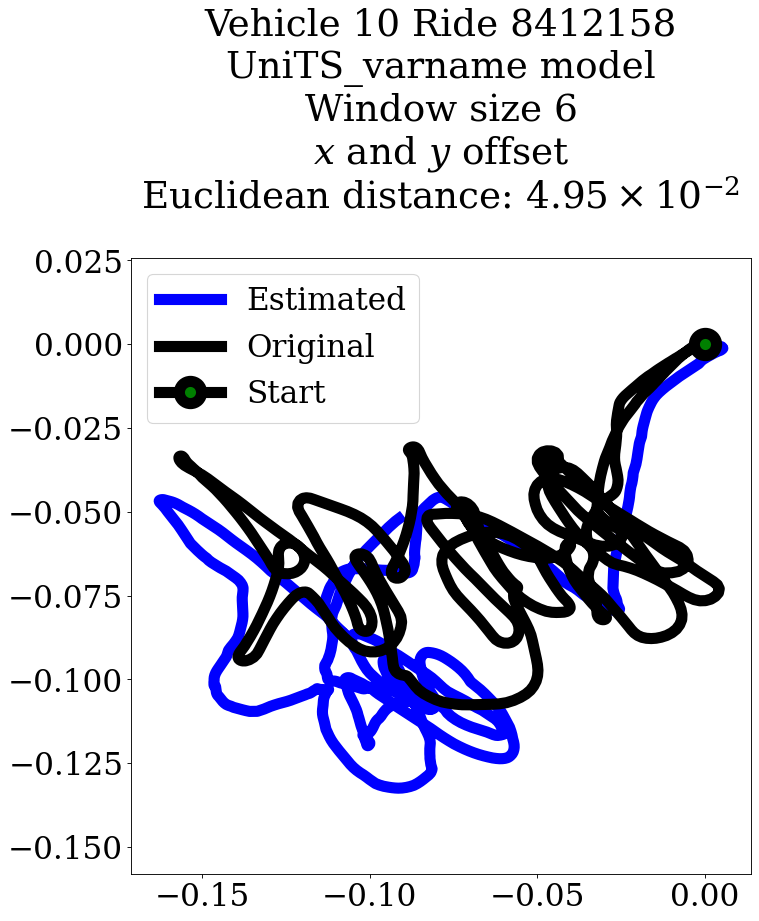 Vehicle 10 Ride 8412158
UniTS_varname model
Window size 6
x and y offset
Euclidean distance: 4.95 × 10⁻²
0.025
0.000
−0.025
−0.050
−0.075
−0.100
−0.125
−0.150
Estimated
Original
Start
−0.15
−0.10
−0.05
0.00